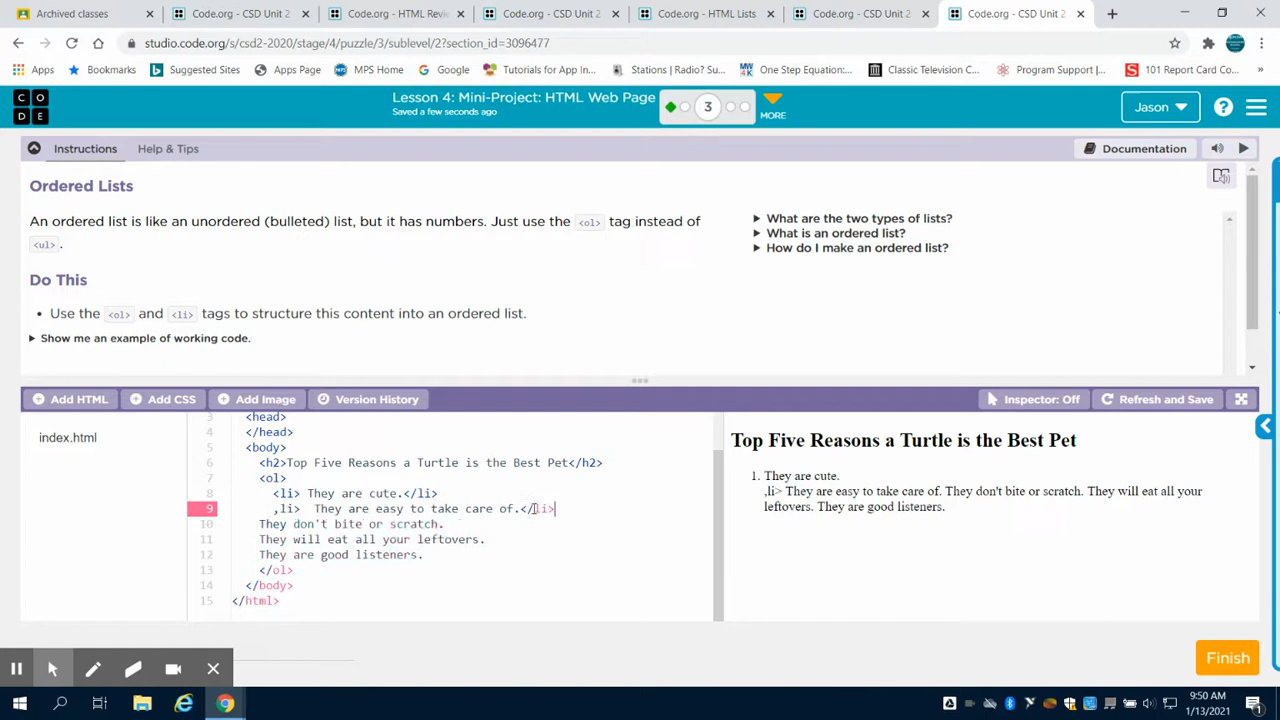 Archived classes
Code.org - CSD Unit 2
Code.org - HTML Revie
Code.org - CSD Unit 2
Code.org - HTML Lists
Code.org - CSD Unit 2
Code.org - CSD Unit 2
studio.code.org/s/csd2-2020/stage/4/puzzle/3/sublevel/2?section_id=3096477
Apps
Bookmarks
Suggested Sites
Apps Page
MPS Home
Google
Tutorials for App In...
Stations | Radio? Su...
One Step Equation:...
Classic Television C...
Program Support |...
101 Report Card Co...
»
CODE
Lesson 4: Mini-Project: HTML Web Page
Saved a few seconds ago
3
MORE
Jason
?
Instructions
Help & Tips
Documentation
Ordered Lists
An ordered list is like an unordered (bulleted) list, but it has numbers. Just use the <ol> tag instead of
<ul>.
What are the two types of lists?
What is an ordered list?
How do I make an ordered list?
Do This
• Use the <ol> and <li> tags to structure this content into an ordered list.
Show me an example of working code.
Add HTML
Add CSS
Add Image
Version History
Inspector: Off
Refresh and Save
index.html
3 <head>
4 </head>
5 <body>
6 <h2>Top Five Reasons a Turtle is the Best Pet</h2>
7 <ol>
8 <li> They are cute.</li>
9 ,li>  They are easy to take care of.</li>
10 They don't bite or scratch.
11 They will eat all your leftovers.
12 They are good listeners.
13 </ol>
14 </body>
15 </html>
Top Five Reasons a Turtle is the Best Pet
1. They are cute.
,li> They are easy to take care of. They don't bite or scratch. They will eat all your
leftovers. They are good listeners.
Finish
9:50 AM
1/13/2021
1